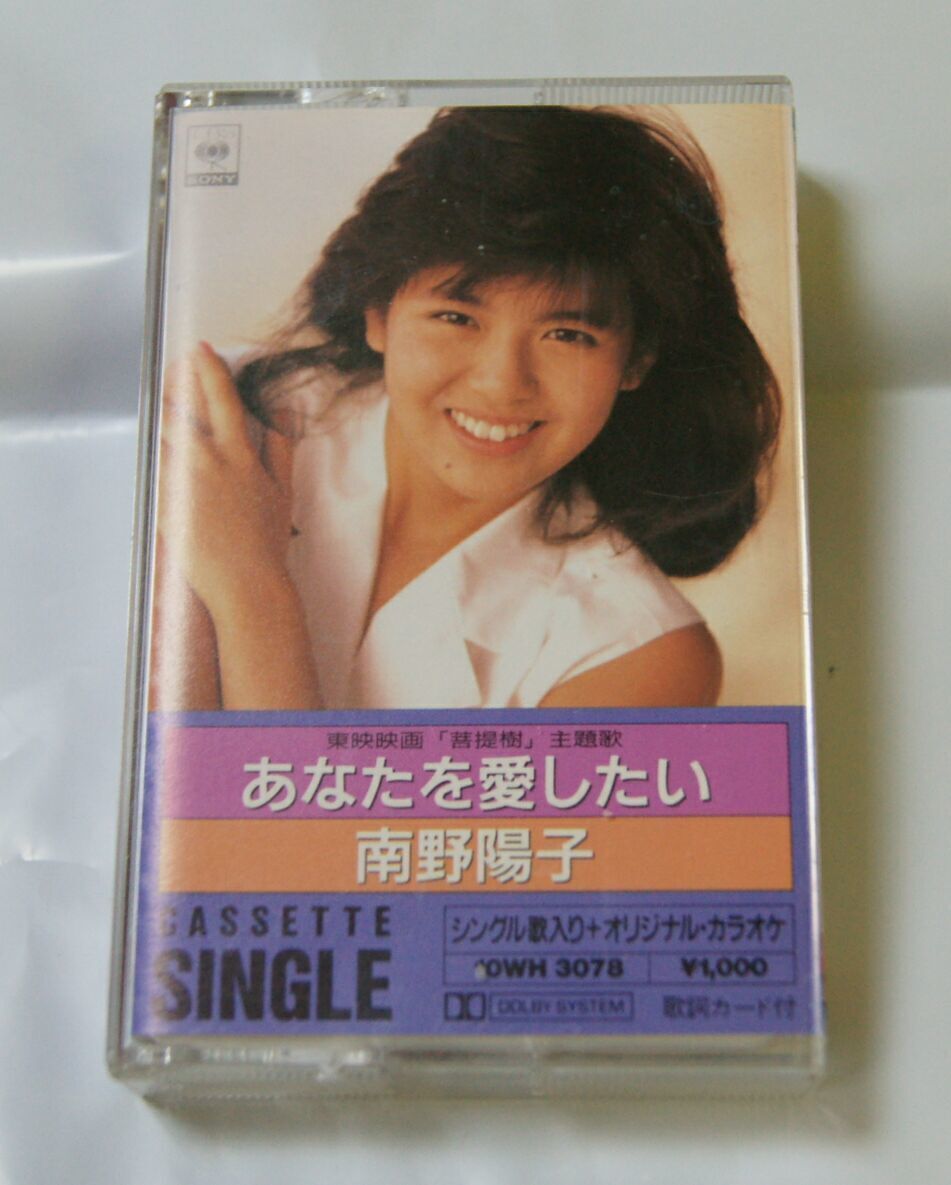 SONY
東映映画「菩提樹」主題歌
あなたを愛したい
南野陽子
CASSETTE
SINGLE
シングル歌入り+オリジナル・カラオケ
10WH 3078
¥1,000
DOLBY SYSTEM
歌詞カード付